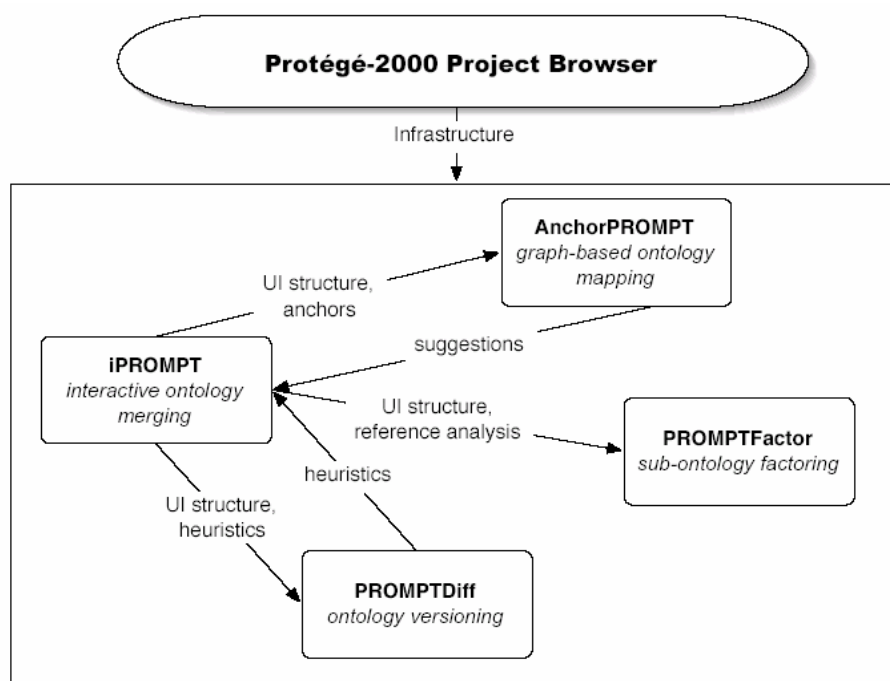 Protégé-2000 Project Browser
Infrastructure
AnchorPROMPT
graph-based ontology
mapping
UI structure,
anchors
suggestions
iPROMPT
interactive ontology
merging
UI structure,
reference analysis
PROMPTFactor
sub-ontology factoring
heuristics
UI structure,
heuristics
PROMPTDiff
ontology versioning